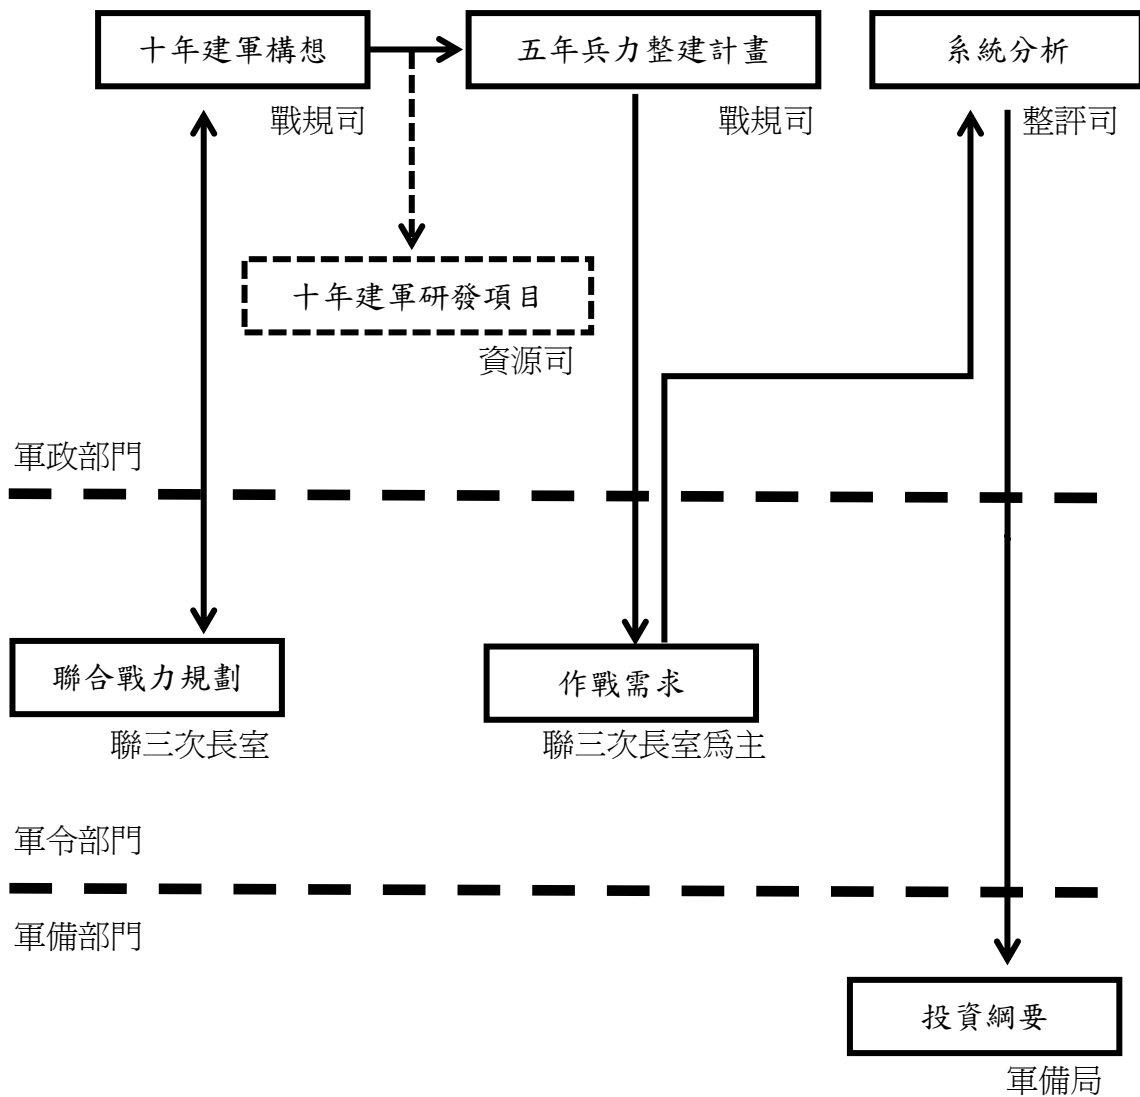 十年建軍構想
五年兵力整建計畫
系統分析
戰規司
戰規司
整評司
十年建軍研發項目
資源司
軍政部門
聯合戰力規劃
作戰需求
聯三次長室
聯三次長室為主
軍令部門
軍備部門
投資綱要
軍備局